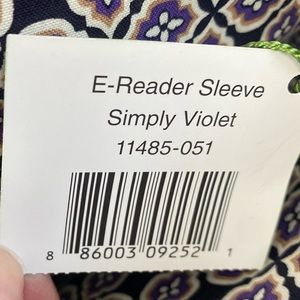 E-Reader Sleeve
Simply Violet
11485-051
8 86003 09252 1